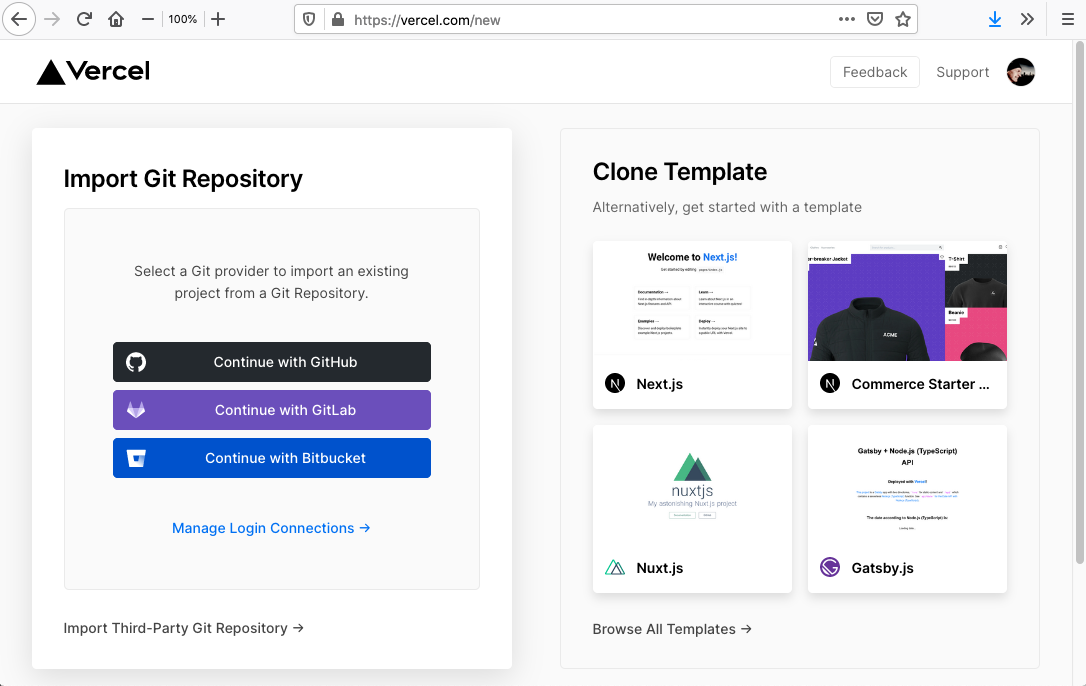 100%
https://vercel.com/new
Vercel
Feedback
Support
Import Git Repository
Select a Git provider to import an existing
project from a Git Repository.
Continue with GitHub
Continue with GitLab
Continue with Bitbucket
Manage Login Connections →
Import Third-Party Git Repository →
Clone Template
Alternatively, get started with a template
Welcome to Next.js!
Get started by editing pages/index.js
Documentation →
Learn →
Examples →
Deploy →
N Next.js
er-breaker Jacket
T-Shirt
Beanie
ACME
N Commerce Starter ...
nuxtjs
My astonishing Nuxt.js project
Nuxt.js
Gatsby + Node.js (TypeScript)
API
Deployed with Vercel!
The date according to Node.js (TypeScript) is:
Gatsby.js
Browse All Templates →